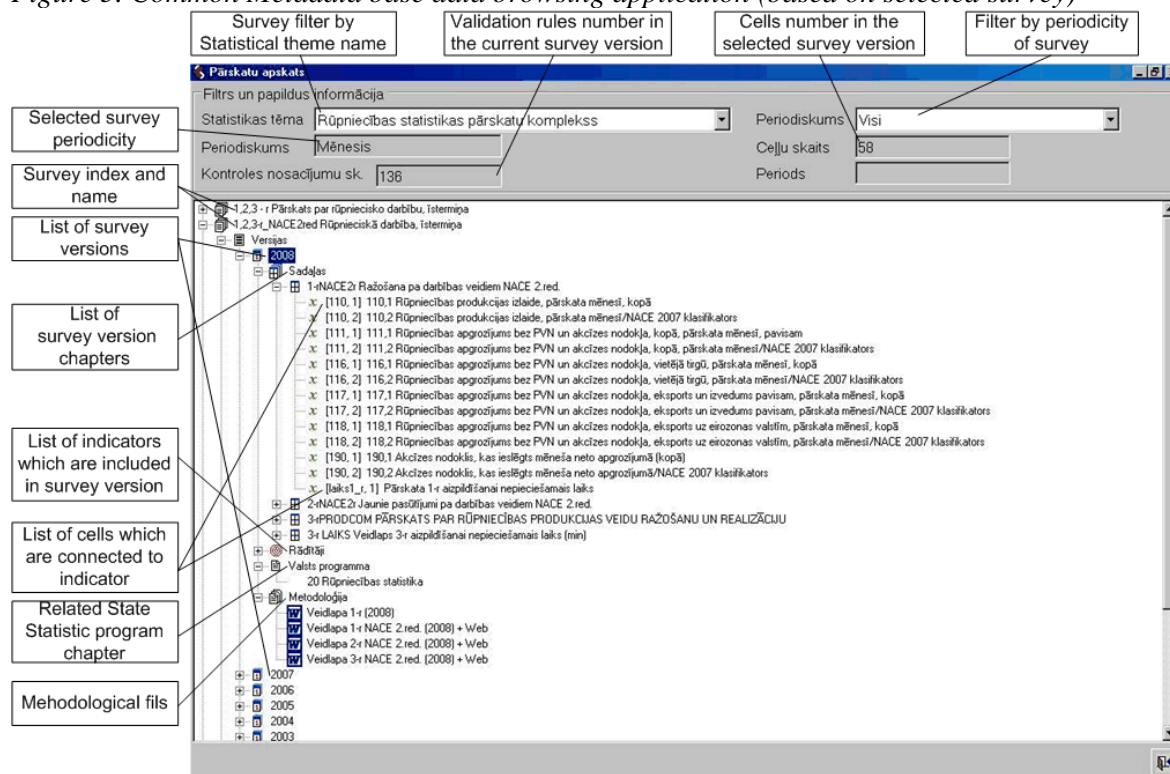 Figure 3. Common Metadata base data browsing application (based on selected survey)
Survey filter by
Statistical theme name
Validation rules number in
the current survey version
Cells number in the
selected survey version
Filter by periodicity
of survey
Pārskatu apskats
Filtrs un papildus informācija
Statistikas tēma
Rūpniecības statistikas pārskatu komplekss
Periodiskums
Visi
Periodiskums
Mēnesis
Ceļļu skaits
58
Kontroles nosacījumu sk.
136
Periods
Selected survey
periodicity
Survey index and
name
List of survey
versions
List of
survey version
chapters
List of indicators
which are included
in survey version
List of cells which
are connected to
indicator
Related State
Statistic program
chapter
Mehodological fils
1,2,3 - r Pārskats par rūpniecisko darbību, īstermiņa
1,2,3-r_NACE2red Rūpnieciskā darbība, īstermiņa
Versijas
2008
Sadaļas
1-rNACE2r Ražošana pa darbības veidiem NACE 2.red.
x [110, 1] 110,1 Rūpniecības produkcijas izlaide, pārskata mēnesī, kopā
x [110, 2] 110,2 Rūpniecības produkcijas izlaide, pārskata mēnesī/NACE 2007 klasifikators
x [111, 1] 111,1 Rūpniecības apgrozījums bez PVN un akcīzes nodokļa, kopā, pārskata mēnesī, pavisam
x [111, 2] 111,2 Rūpniecības apgrozījums bez PVN un akcīzes nodokļa, kopā, pārskata mēnesī/NACE 2007 klasifikators
x [116, 1] 116,1 Rūpniecības apgrozījums bez PVN un akcīzes nodokļa, vietējā tirgū, pārskata mēnesī, kopā
x [116, 2] 116,2 Rūpniecības apgrozījums bez PVN un akcīzes nodokļa, vietējā tirgū, pārskata mēnesī/NACE 2007 klasifikators
x [117, 1] 117,1 Rūpniecības apgrozījums bez PVN un akcīzes nodokļa, eksports un izvedums pavisam, pārskata mēnesī, kopā
x [117, 2] 117,2 Rūpniecības apgrozījums bez PVN un akcīzes nodokļa, eksports un izvedums pavisam, pārskata mēnesī/NACE 2007 klasifikators
x [118, 1] 118,1 Rūpniecības apgrozījums bez PVN un akcīzes nodokļa, eksports uz eirozonas valstīm, pārskata mēnesī, kopā
x [118, 2] 118,2 Rūpniecības apgrozījums bez PVN un akcīzes nodokļa, eksports uz eirozonas valstīm, pārskata mēnesī/NACE 2007 klasifikators
x [190, 1] 190,1 Akcīzes nodoklis, kas ieslēgts mēneša neto apgrozījumā (kopā)
x [190, 2] 190,2 Akcīzes nodoklis, kas ieslēgts mēneša neto apgrozījumā/NACE 2007 klasifikators
x [laiks1_r, 1] Pārskata 1-r aizpildīšanai nepieciešamais laiks
2-rNACE2r Jaunie pasūtījumi pa darbības veidiem NACE 2.red.
3-rPRODCOM PĀRSKATS PAR RŪPNIECĪBAS PRODUKCIJAS VEIDU RAŽOŠANU UN REALIZĀCIJU
3-r LAIKS Veidlaps 3-r aizpildīšanai nepieciešamais laiks (min)
Rādītāji
Valsts programma
20 Rūpniecības statistika
Metodoloģija
Veidlapa 1-r (2008)
Veidlapa 1-r NACE 2.red. (2008) + Web
Veidlapa 2-r NACE 2.red. (2008) + Web
Veidlapa 3-r NACE 2.red. (2008) + Web
2007
2006
2005
2004
2003